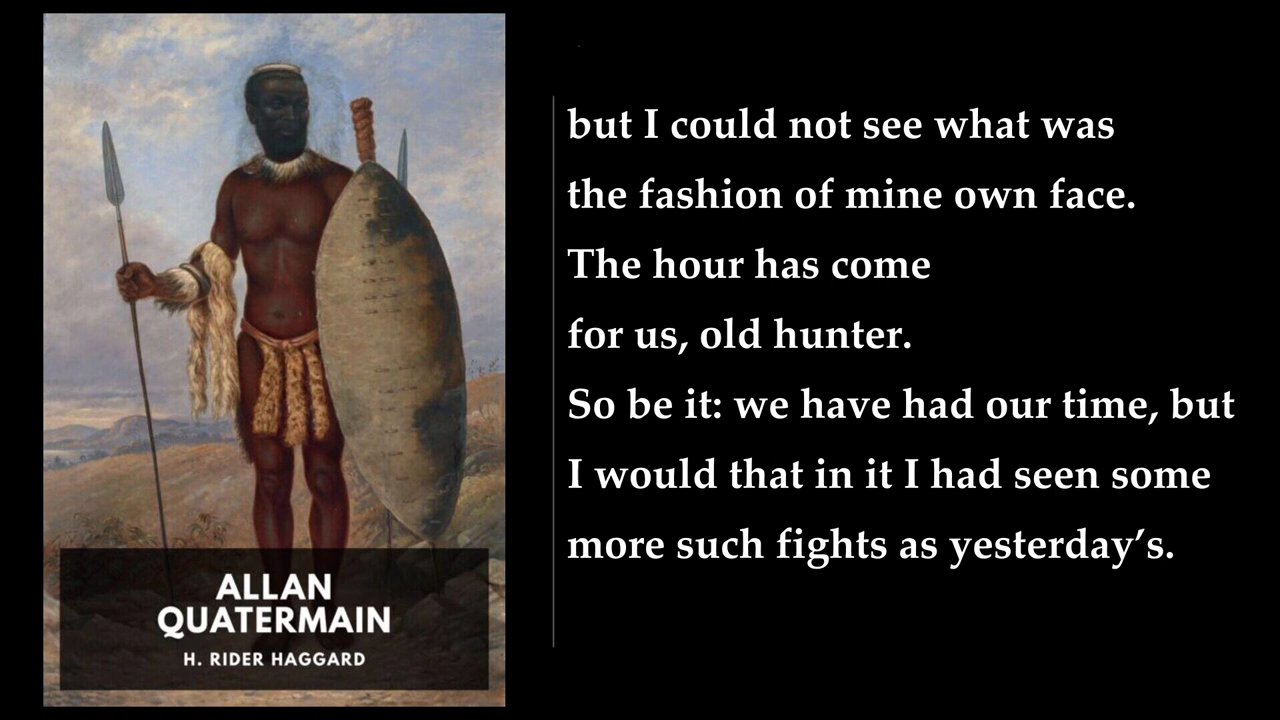 ALLAN
QUATERMAIN
H. RIDER HAGGARD
but I could not see what was
the fashion of mine own face.
The hour has come
for us, old hunter.
So be it: we have had our time, but
I would that in it I had seen some
more such fights as yesterday’s.